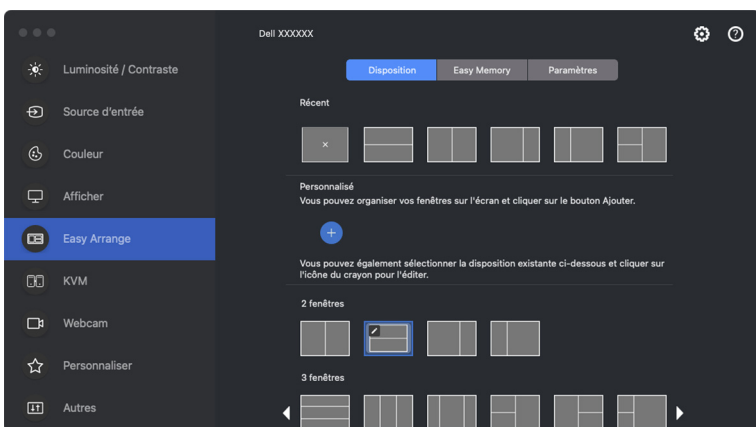 Dell XXXXXX
Luminosité / Contraste
Source d'entrée
Couleur
Afficher
Easy Arrange
KVM
Webcam
Personnaliser
Autres
Disposition
Easy Memory
Paramètres
Récent
Personnalisé
Vous pouvez organiser vos fenêtres sur l'écran et cliquer sur le bouton Ajouter.
Vous pouvez également sélectionner la disposition existante ci-dessous et cliquer sur
l'icône du crayon pour l'éditer.
2 fenêtres
3 fenêtres